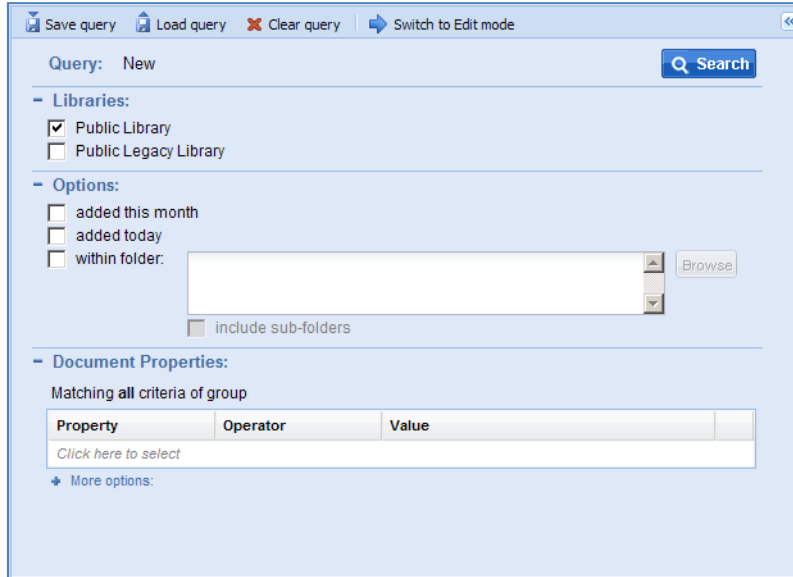 Save query Load query Clear query Switch to Edit mode
Query: New Search
Libraries:
Public Library
Public Legacy Library
Options:
added this month
added today
within folder: Browse
include sub-folders
Document Properties:
Matching all criteria of group
Property Operator Value
Click here to select
More options: